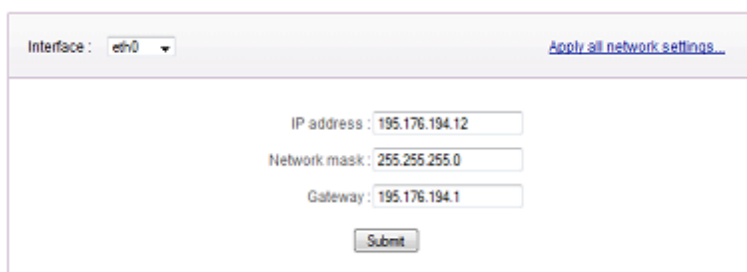 Interface : eth0 Apply all network settings...
IP address : 195.176.194.12
Network mask : 255.255.255.0
Gateway : 195.176.194.1
Submit